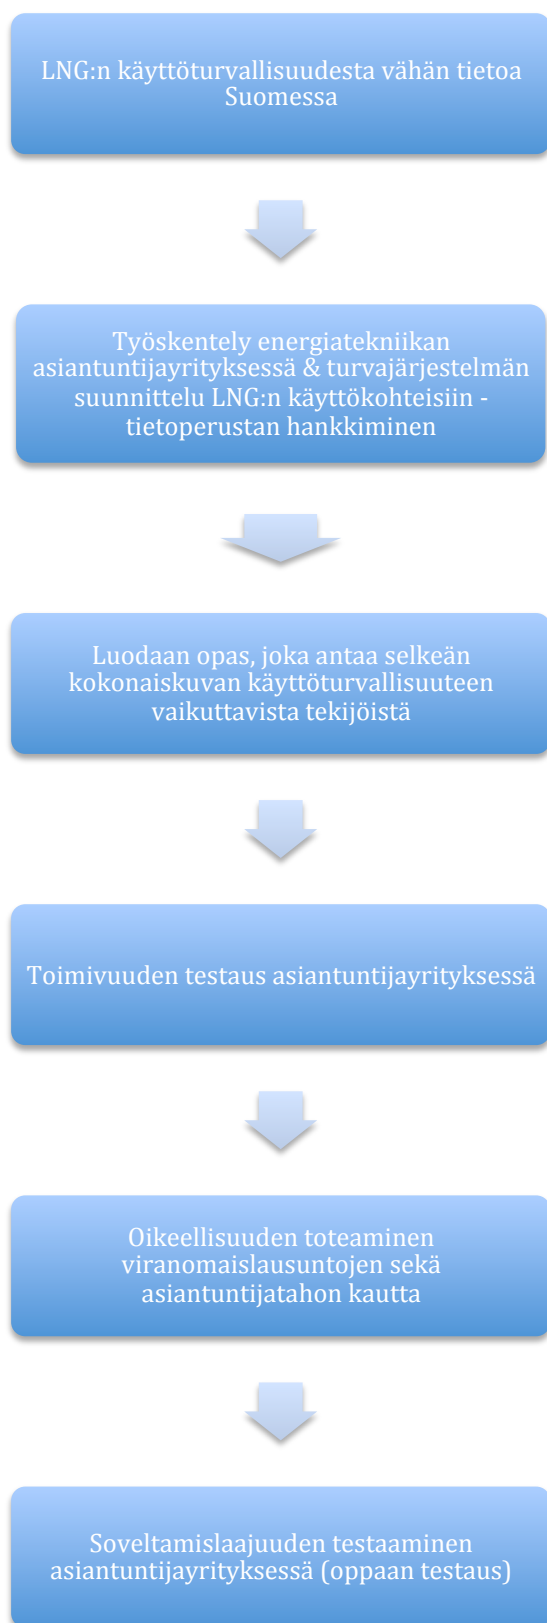 LNG:n käyttöturvallisuudesta vähän tietoa
Suomessa
Työskentely energiatekniikan
asiantuntijayrityksessä & turvajärjestelmän
suunnittelu LNG:n käyttökohteisiin -
tietoperustan hankkiminen
Luodaan opas, joka antaa selkeän
kokonaiskuvan käyttöturvallisuuteen
vaikuttavista tekijöistä
Toimivuuden testaus asiantuntijayrityksessä
Oikeellisuuden toteaminen
viranomaislausuntojen sekä
asiantuntijatahon kautta
Soveltamislaajuuden testaaminen
asiantuntijayrityksessä (oppaan testaus)